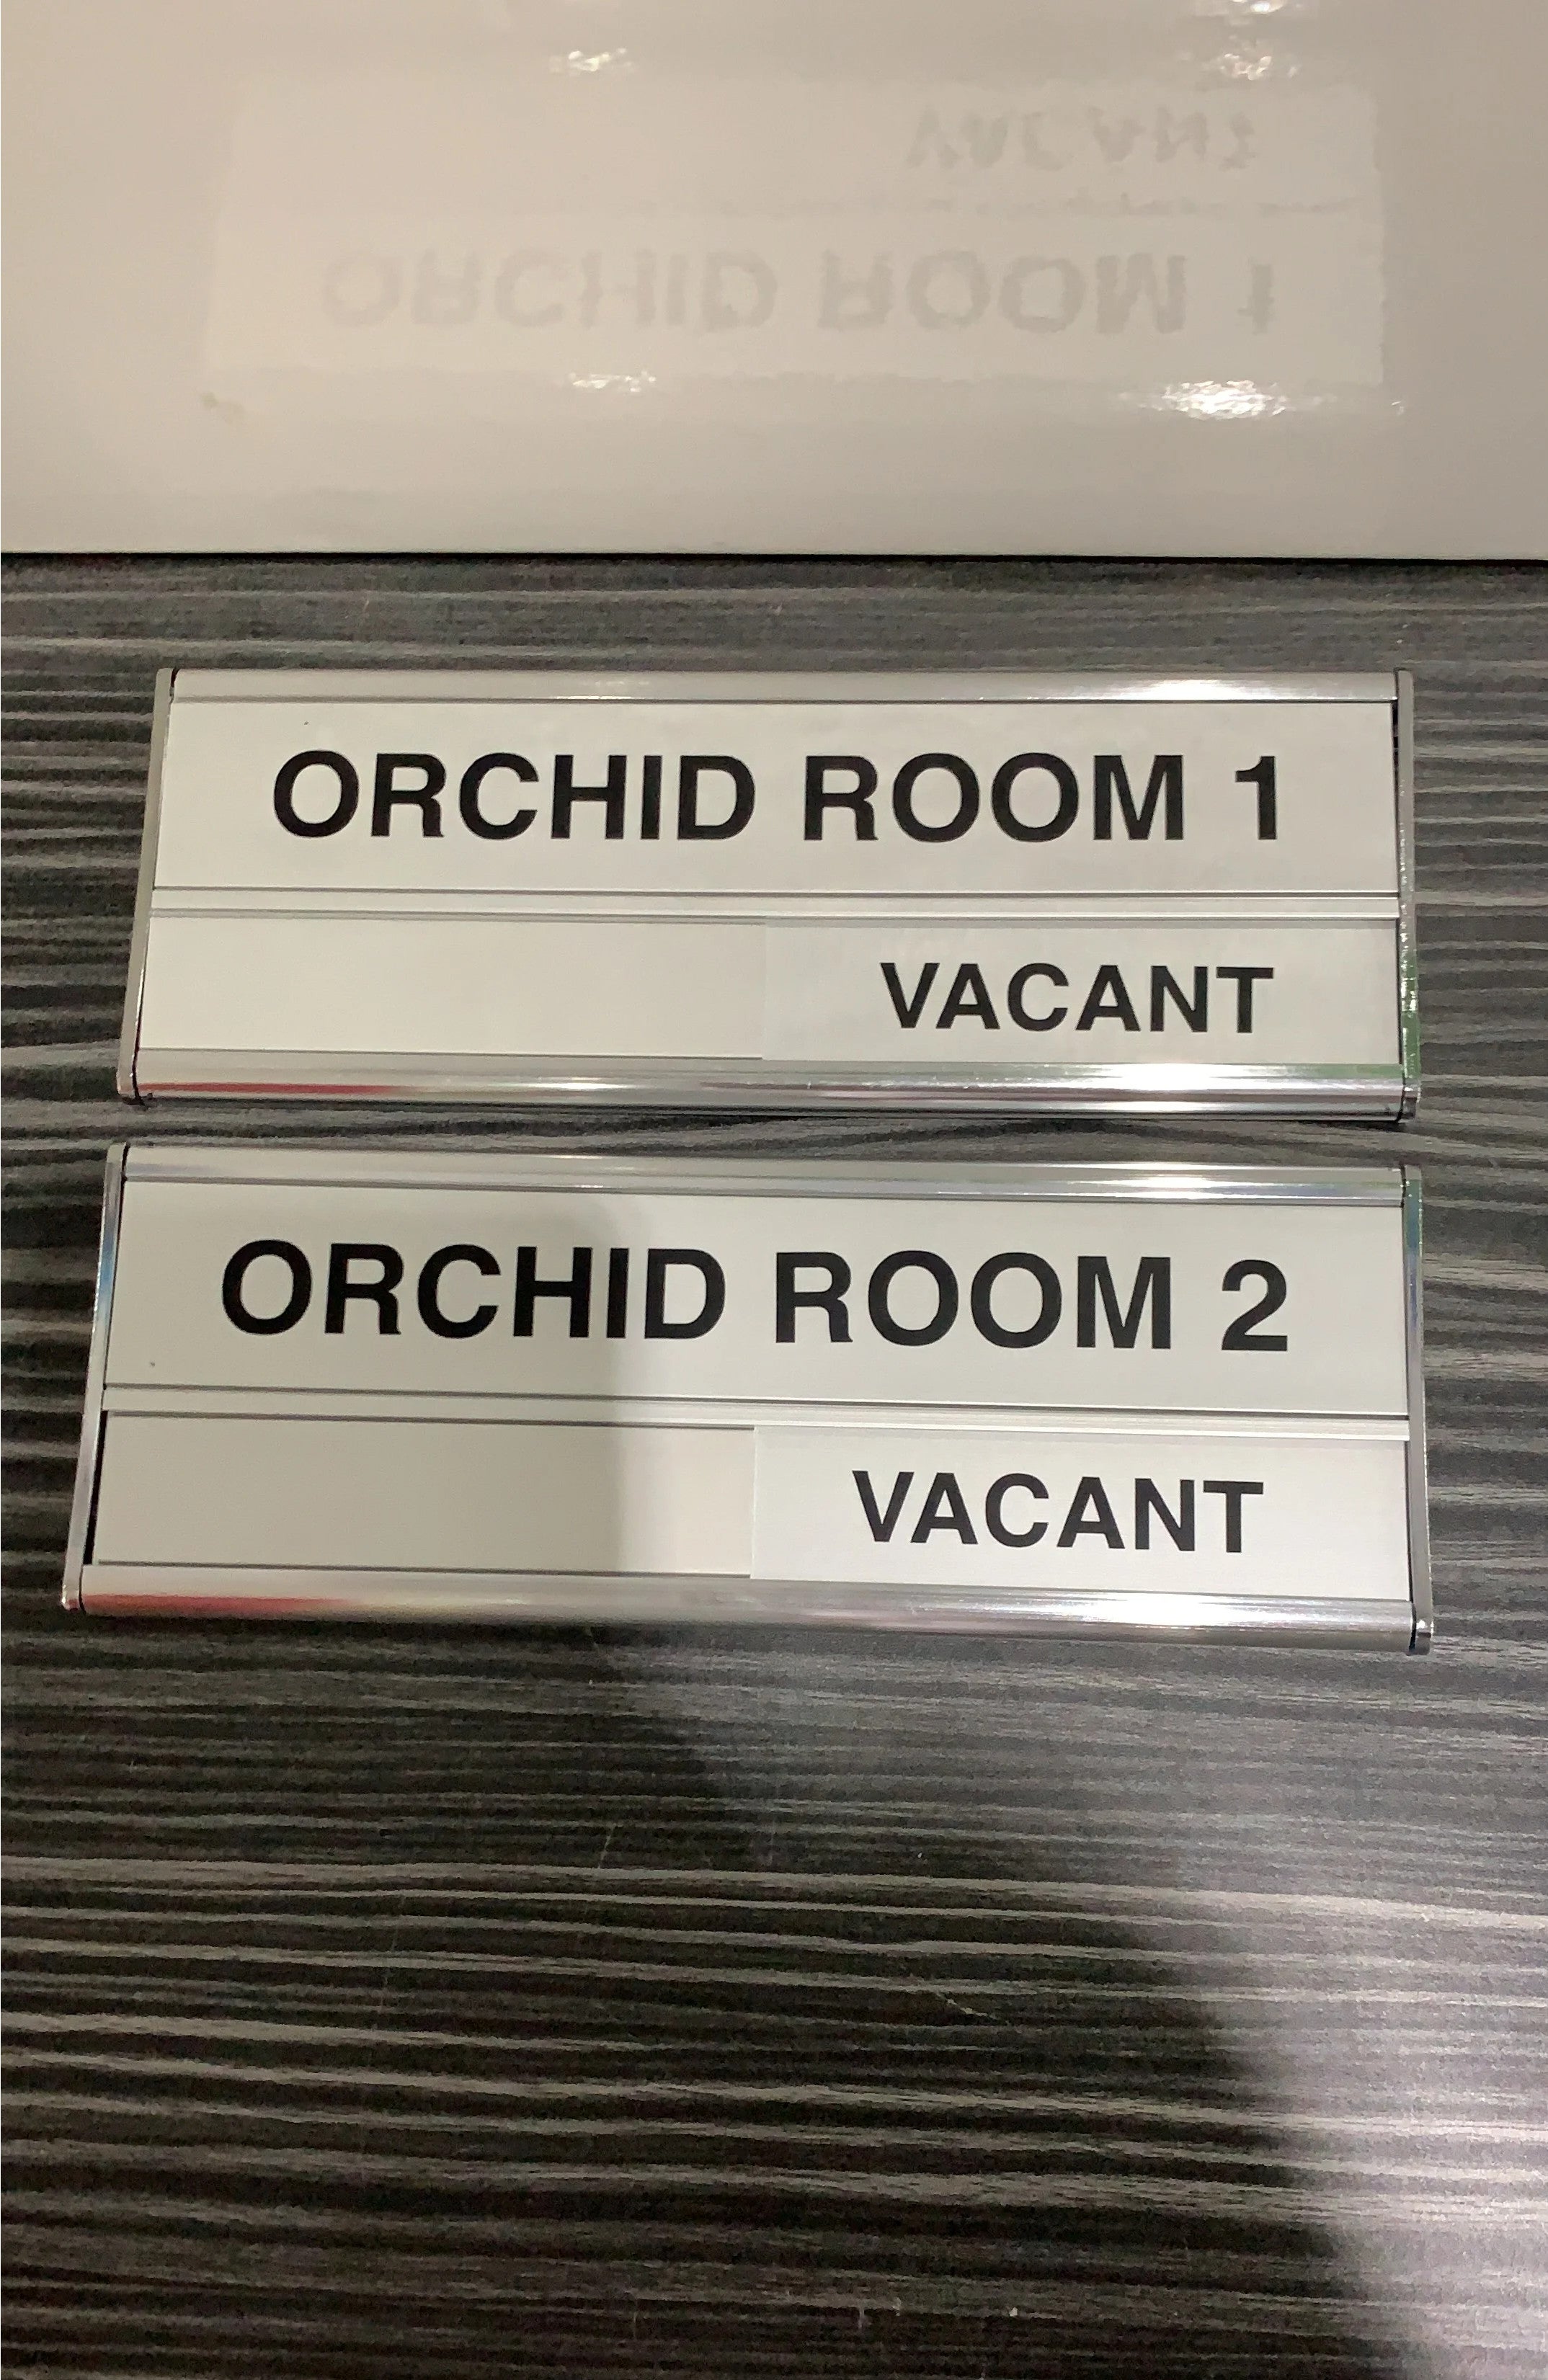 ORCHID ROOM 1
VACANT
ORCHID ROOM 2
VACANT